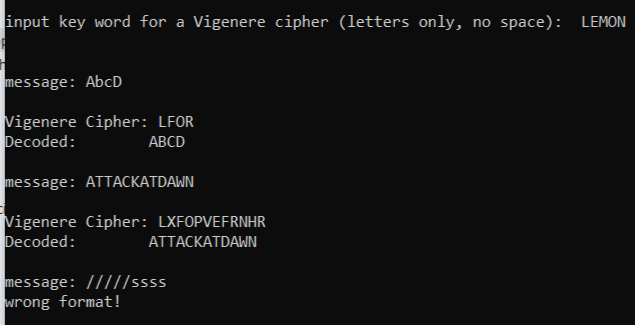 input key word for a Vigenere cipher (letters only, no space):  LEMON
message: AbcD
Vigenere Cipher: LFOR
Decoded:        ABCD
message: ATTACKATDAWN
Vigenere Cipher: LXFOPVEFRNHR
Decoded:        ATTACKATDAWN
message: /////ssss
wrong format!